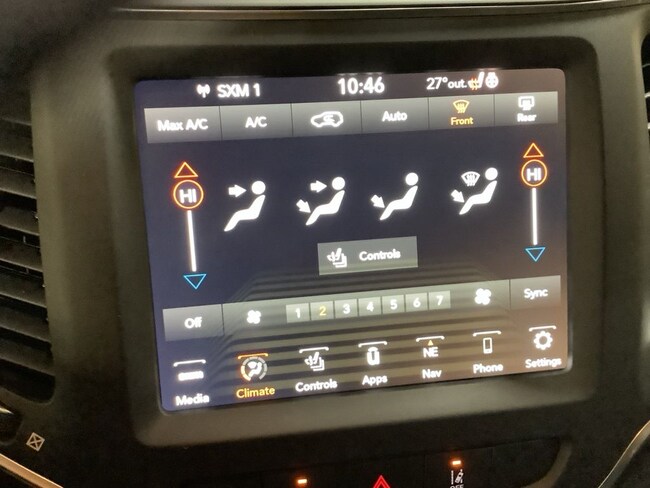 SXM 1 10:46 27° out.
Max A/C A/C Auto Front Rear
HI HI
Controls
Off 1 2 3 4 5 6 7 Sync
NE
Media Climate Controls Apps Nav Phone Settings
OFF